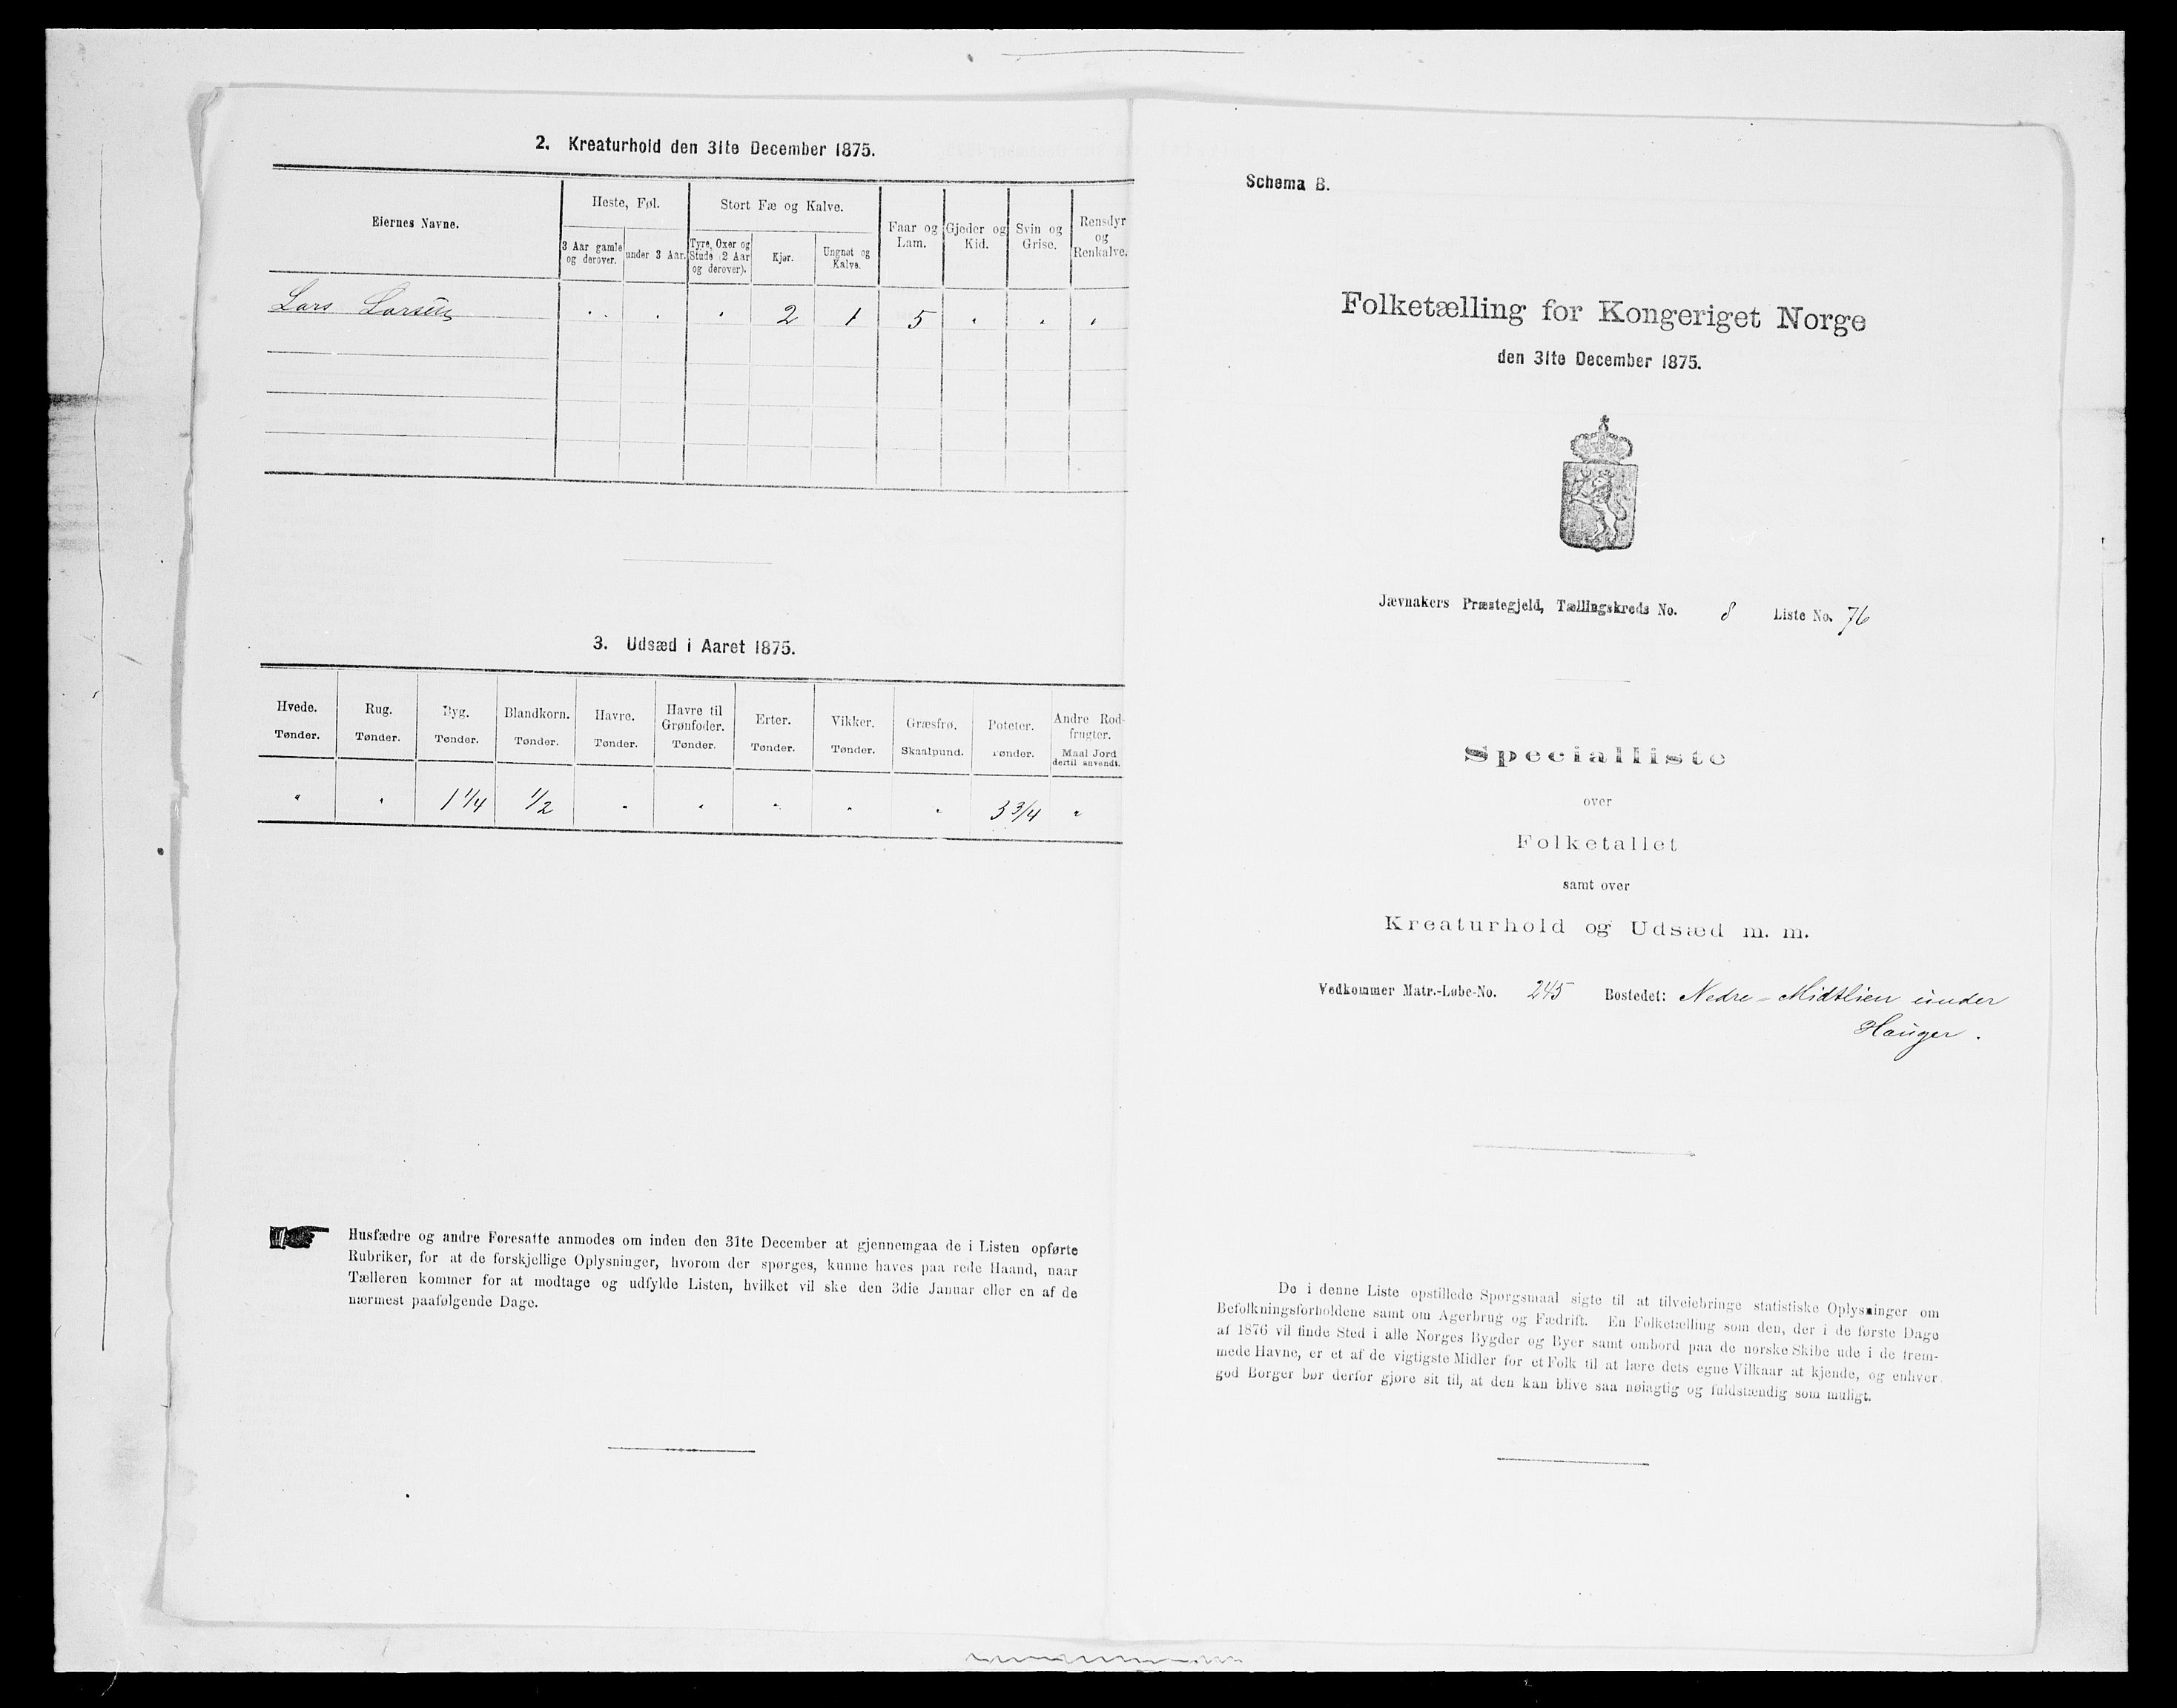 2. Kreaturhold den 31te December 1875.
Eiernes Navne.
Heste, Føl.
Stort Fæ og Kalve.
Faar og
Lam.
Gjeder og
Kid.
Svin og
Grise.
Rensdyr
og
Renkalve.
3 Aar gamle
og derover.
under 3 Aar.
Tyre, Oxer og
Stude (2 Aar
og derover).
Kjør.
Ungnøt og
Kalve.
Lars Larsen . . . . 2 1 5 . . .
3. Udsæd i Aaret 1875.
Hvede.
Tønder.
Rug.
Tønder.
Byg.
Tønder.
Blandkorn.
Tønder.
Havre.
Tønder.
Havre til
Grønfoder.
Tønder.
Erter.
Tønder.
Vikker.
Tønder.
Græsfrø.
Skaalpund.
Poteter.
Tønder.
Andre Rod-
frugter.
Maal Jord
dertil anvendt.
" " 1 1/4 1/2 " " " " " 3 3/4 "
Husfædre og andre Foresatte anmodes om inden den 31te December at gjennemgaa de i Listen opførte
Rubriker, for at de forskjellige Oplysninger, hvorom der spørges, kunne haves paa rede Haand, naar
Tælleren kommer for at modtage og udfylde Listen, hvilket vil ske den 3die Januar eller en af de
nærmest paafølgende Dage.
Schema B.
Folketælling for Kongeriget Norge
den 31te December 1875.
Jævnakers Præstegjeld, Tællingskreds No. 8 Liste No. 76
Specialliste
over
Folketallet
samt over
Kreaturhold og Udsæd m. m.
Vedkommer Matr.-Løbe-No. 245 Bostedet: Nedre-Midtlien under
Hauger.
De i denne Liste opstillede Spørgsmaal sigte til at tilveiebringe statistiske Oplysninger om
Befolkningsforholdene samt om Agerbrug og Fædrift. En Folketælling som den, der i de første Dage
af 1876 vil finde Sted i alle Norges Bygder og Byer samt ombord paa de norske Skibe ude i de frem-
mede Havne, er et af de vigtigste Midler for et Folk til at lære dets egne Vilkaar at kjende, og enhver
god Borger bør derfor gjøre sit til, at den kan blive saa nøiagtig og fuldstændig som muligt.